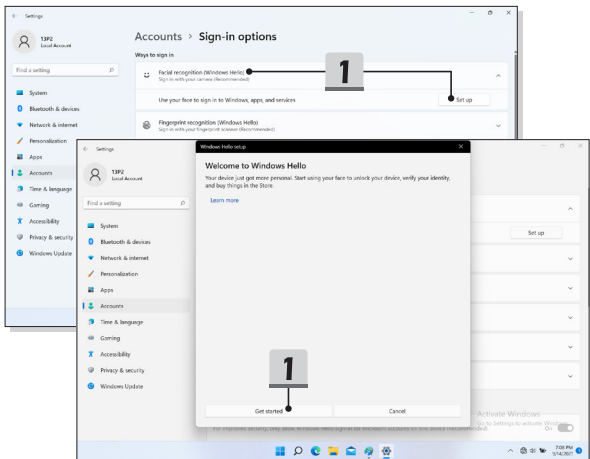 Settings
13P2
Local Account
Find a setting
System
Bluetooth & devices
Network & internet
Personalization
Apps
Accounts
Time & language
Gaming
Accessibility
Privacy & security
Windows Update
Accounts > Sign-in options
Ways to sign in
Facial recognition (Windows Hello)
Sign in with your camera (Recommended)
1
Use your face to sign in to Windows, apps, and services
Set up
Fingerprint recognition (Windows Hello)
Sign in with your fingerprint scanner (Recommended)
Settings
13P2
Local Account
Find a setting
System
Bluetooth & devices
Network & internet
Personalization
Apps
Accounts
Time & language
Gaming
Accessibility
Privacy & security
Windows Update
Windows Hello setup
Welcome to Windows Hello
Your device just got more personal. Start using your face to unlock your device, verify your identity,
and buy things in the Store.
Learn more
1
Get started
Cancel
Set up
Activate Windows
Go to Settings to activate Windows.
On
7:08 PM
5/14/2021